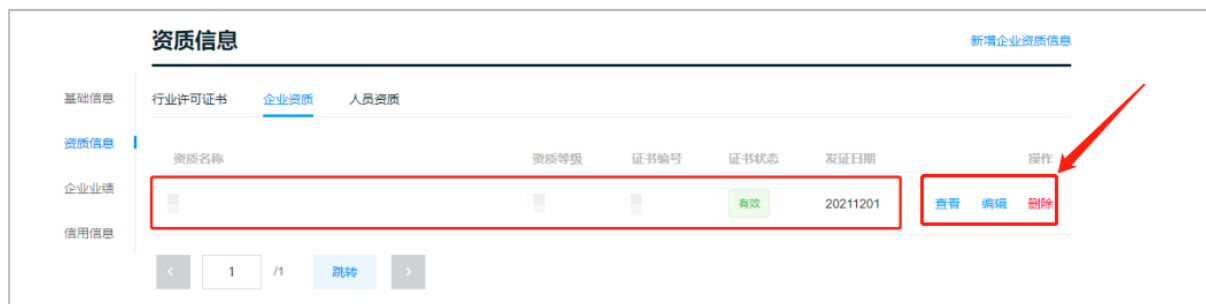 资质信息
新增企业资质信息
基础信息
资质信息
企业业绩
信用信息
行业许可证书 企业资质 人员资质
资质名称 资质等级 证书编号 证书状态 发证日期 操作
有效 20211201 查看 编辑 删除
< 1 /1 跳转 >